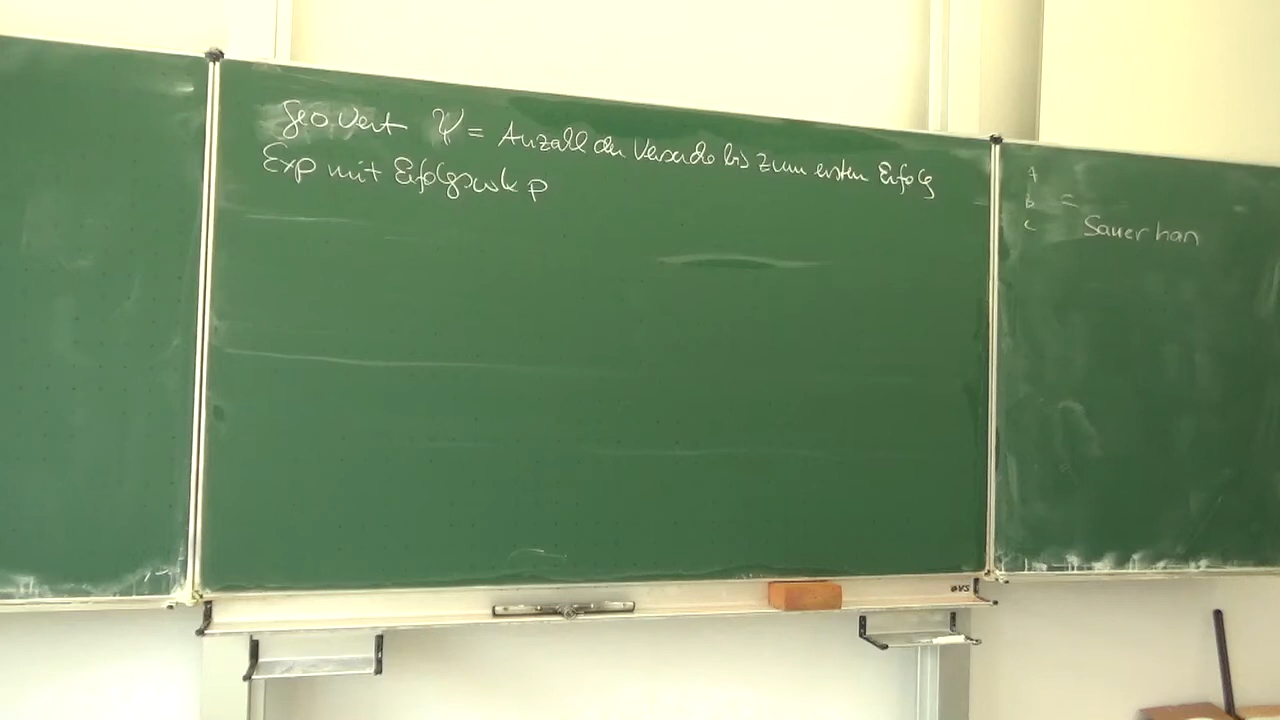 geo Vert Ψ = Anzahl der Versuche bis zum ersten Erfolg
Exp mit Erfolgswk p
A
b =
c
Sauer han